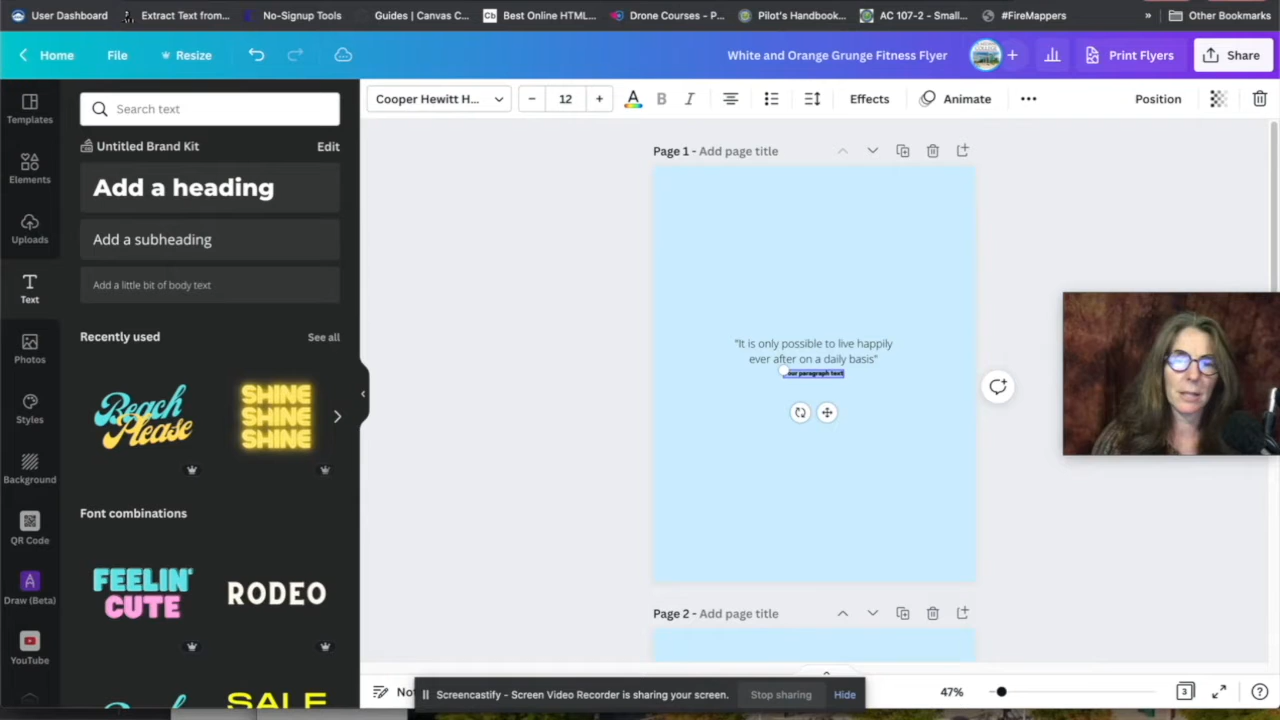 User Dashboard
Extract Text from...
No-Signup Tools
Guides | Canvas C...
Cb
Best Online HTML...
Drone Courses - P...
Pilot's Handbook...
AC 107-2 - Small...
#FireMappers
»
Other Bookmarks
Home
File
Resize
White and Orange Grunge Fitness Flyer
Print Flyers
Share
Templates
Elements
Uploads
Text
Photos
Styles
Background
QR Code
Draw (Beta)
YouTube
Search text
Untitled Brand Kit
Edit
Add a heading
Add a subheading
Add a little bit of body text
Recently used
See all
Beach
Please
SHINE
SHINE
SHINE
Font combinations
FEELIN'
CUTE
RODEO
SALE
Cooper Hewitt H...
12
B
I
Effects
Animate
Position
Page 1 - Add page title
"It is only possible to live happily
ever after on a daily basis"
paragraph text
Page 2 - Add page title
Screencastify - Screen Video Recorder is sharing your screen.
Stop sharing
Hide
47%
3